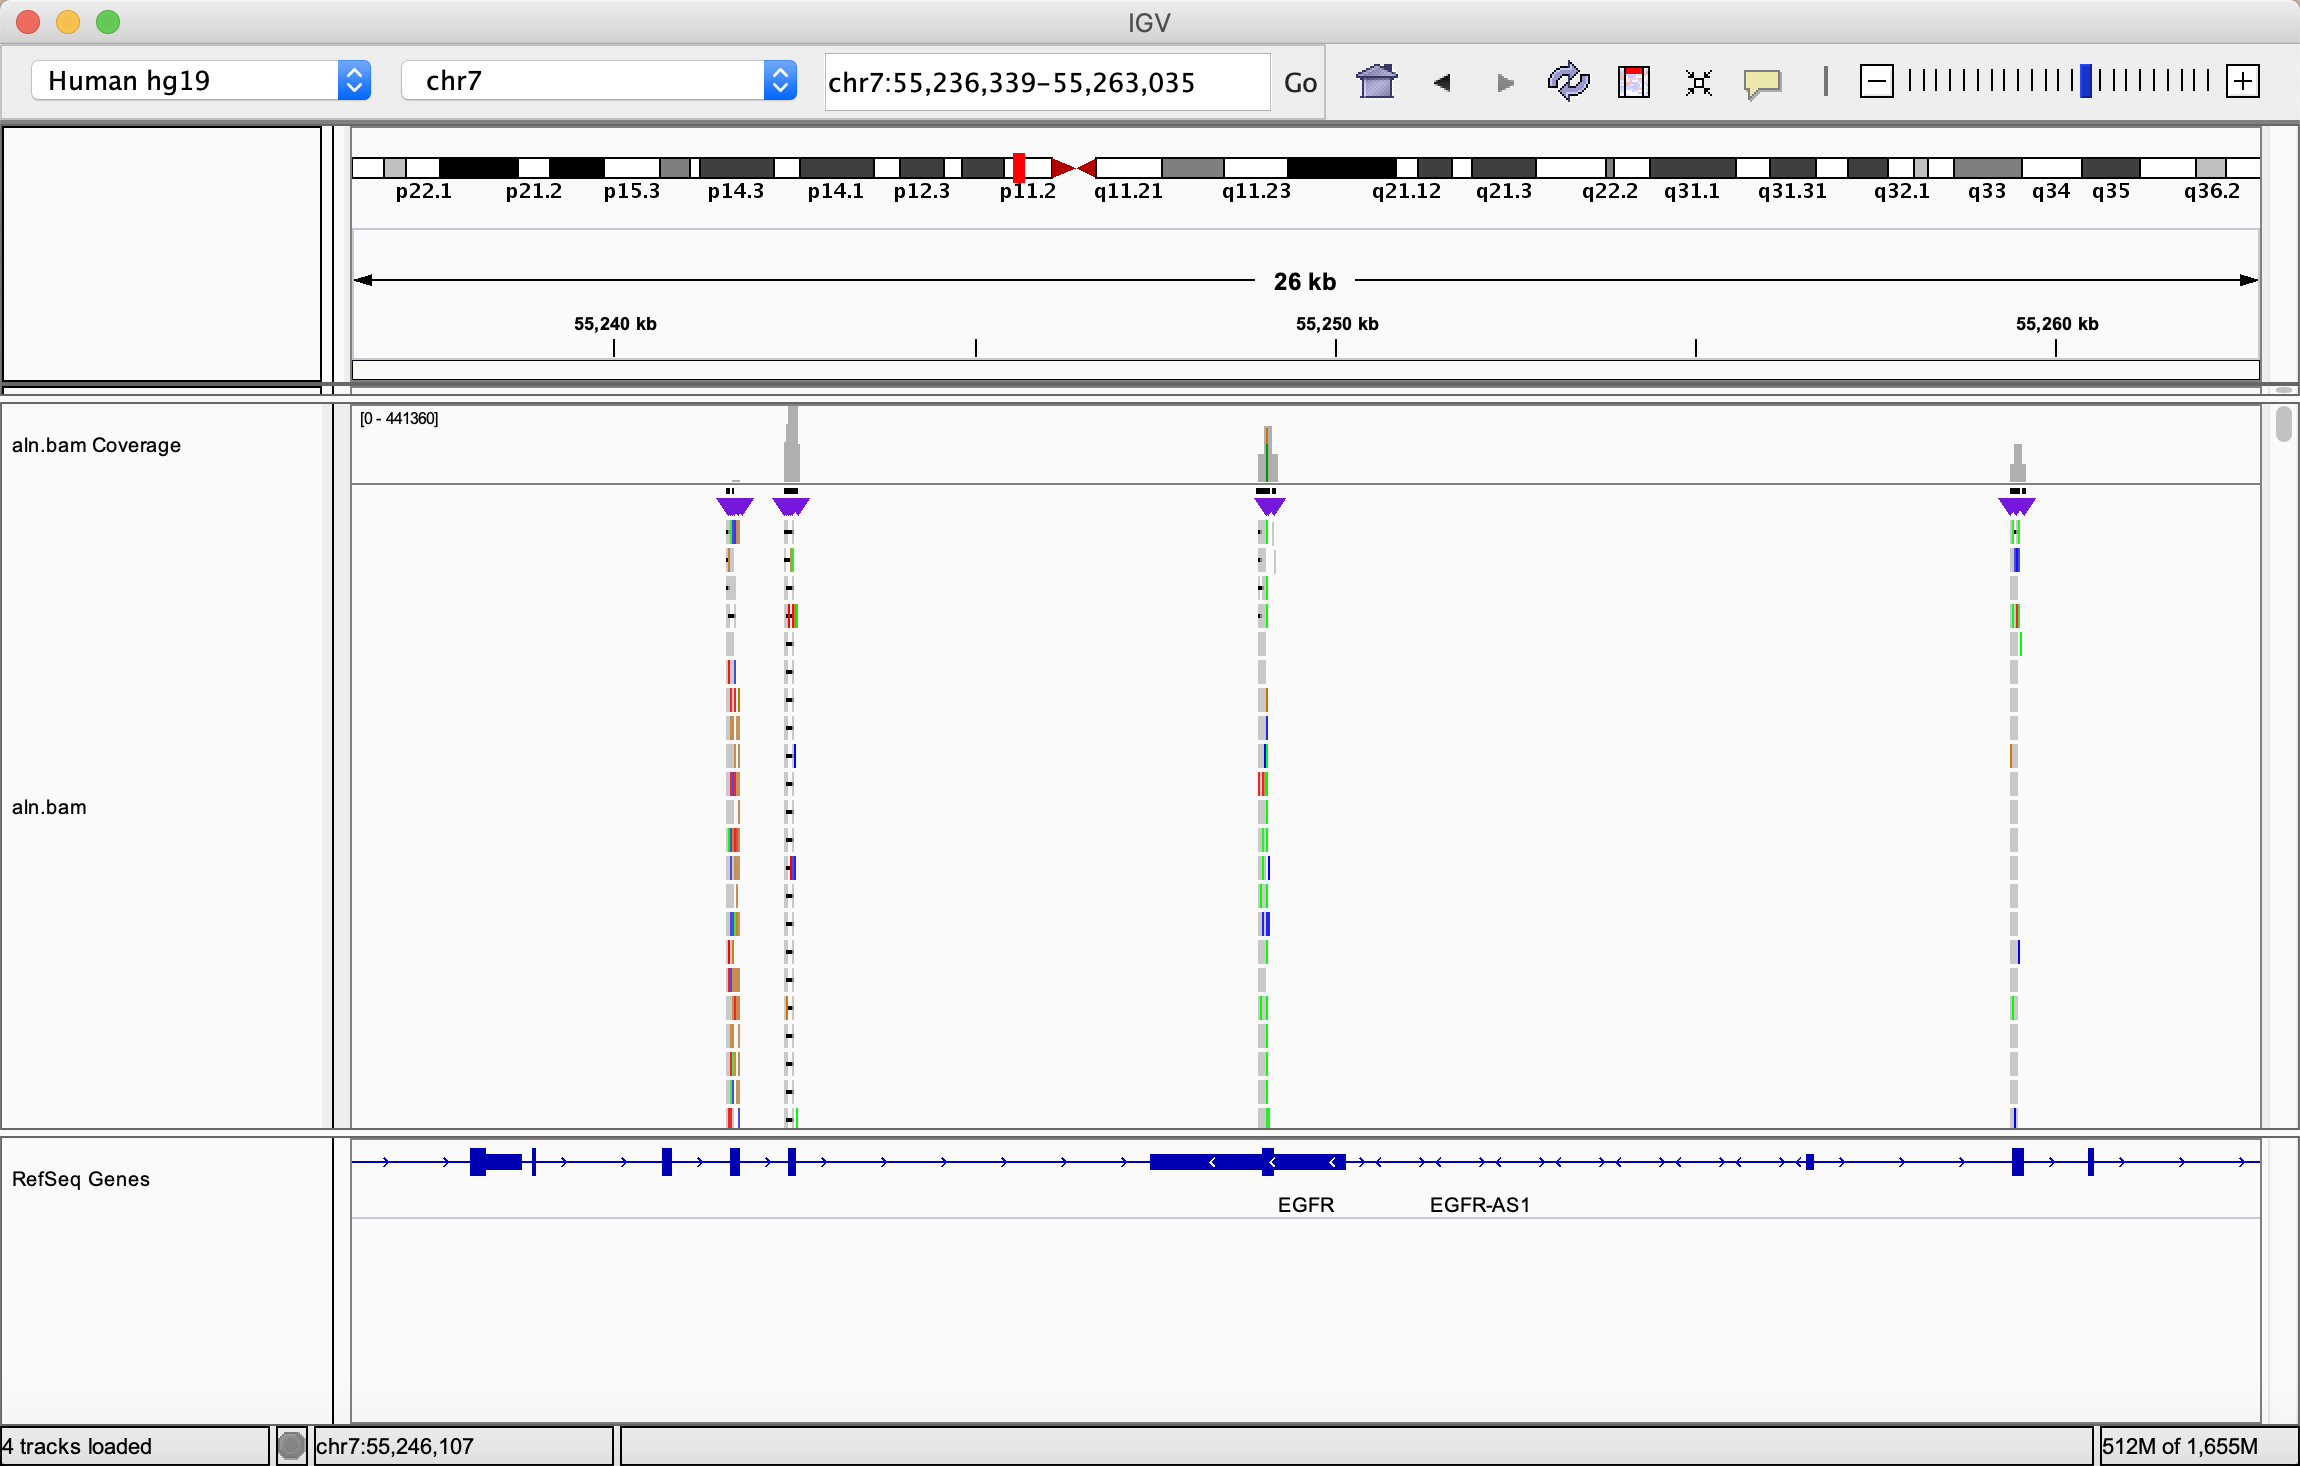 IGV
Human hg19 chr7 chr7:55,236,339-55,263,035 Go
p22.1 p21.2 p15.3 p14.3 p14.1 p12.3 p11.2 q11.21 q11.23 q21.12 q21.3 q22.2 q31.1 q31.31 q32.1 q33 q34 q35 q36.2
26 kb
55,240 kb 55,250 kb 55,260 kb
[0 - 441360]
aln.bam Coverage
aln.bam
RefSeq Genes
EGFR EGFR-AS1
4 tracks loaded chr7:55,246,107 512M of 1,655M